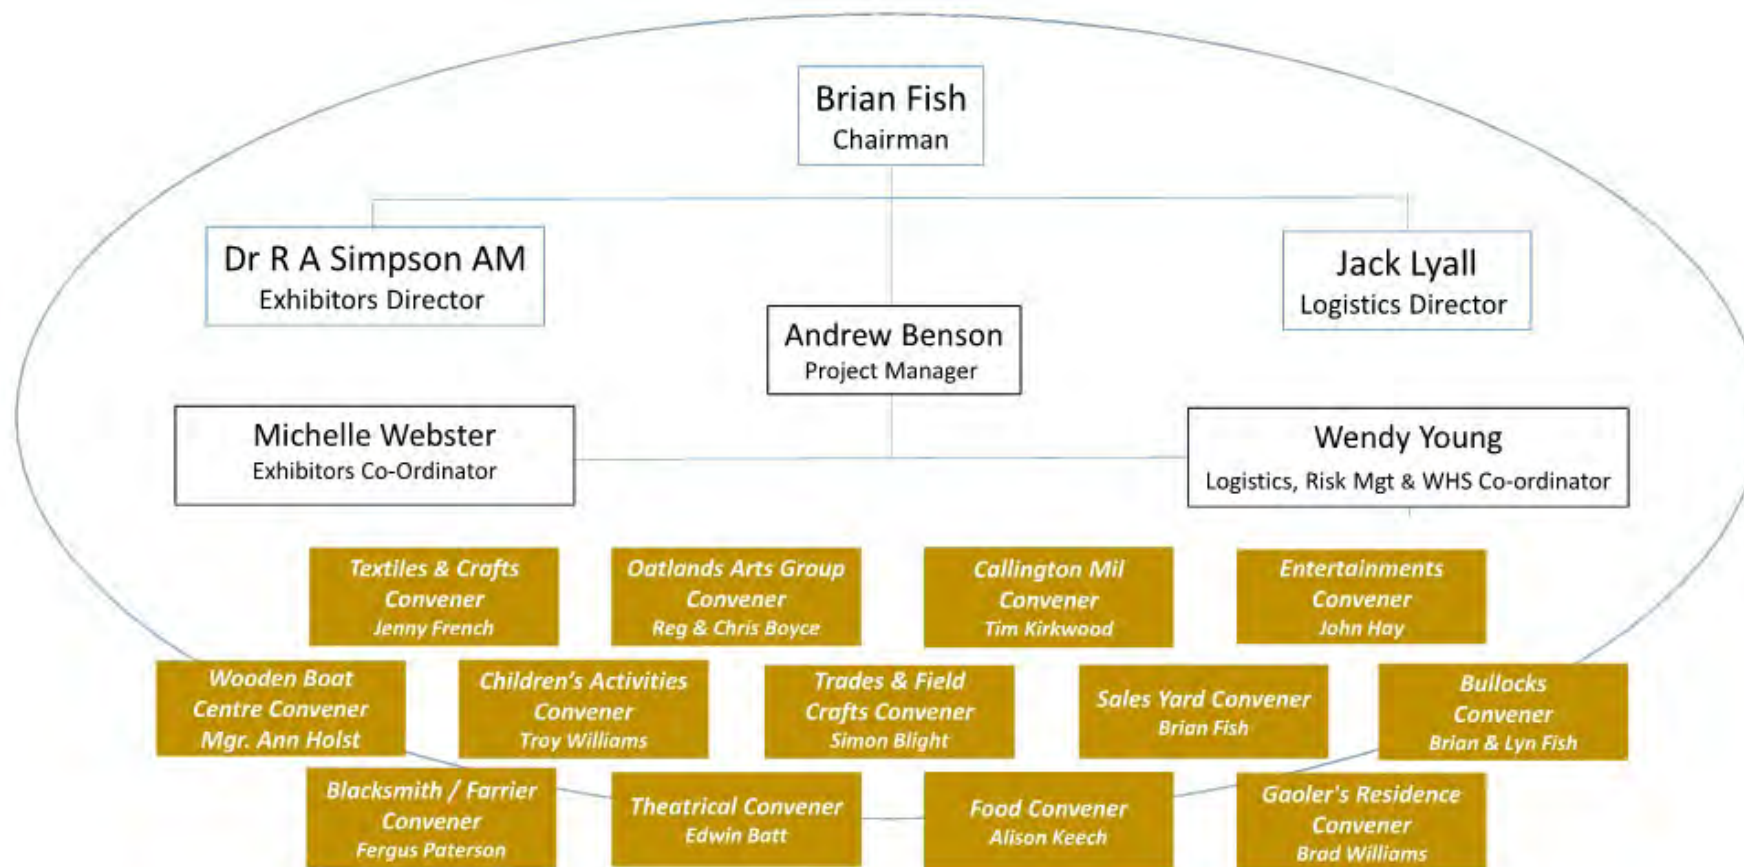 Brian Fish
Chairman
Dr R A Simpson AM
Exhibitors Director
Jack Lyall
Logistics Director
Andrew Benson
Project Manager
Michelle Webster
Exhibitors Co-Ordinator
Wendy Young
Logistics, Risk Mgt & WHS Co-ordinator
Textiles & Crafts
Convener
Jenny French
Oatlands Arts Group
Convener
Reg & Chris Boyce
Callington Mil
Convener
Tim Kirkwood
Entertainments
Convener
John Hay
Wooden Boat
Centre Convener
Mgr. Ann Holst
Children's Activities
Convener
Troy Williams
Trades & Field
Crafts Convener
Simon Blight
Sales Yard Convener
Brian Fish
Bullocks
Convener
Brian & Lyn Fish
Blacksmith / Farrier
Convener
Fergus Paterson
Theatrical Convener
Edwin Batt
Food Convener
Alison Keech
Gaoler's Residence
Convener
Brad Williams